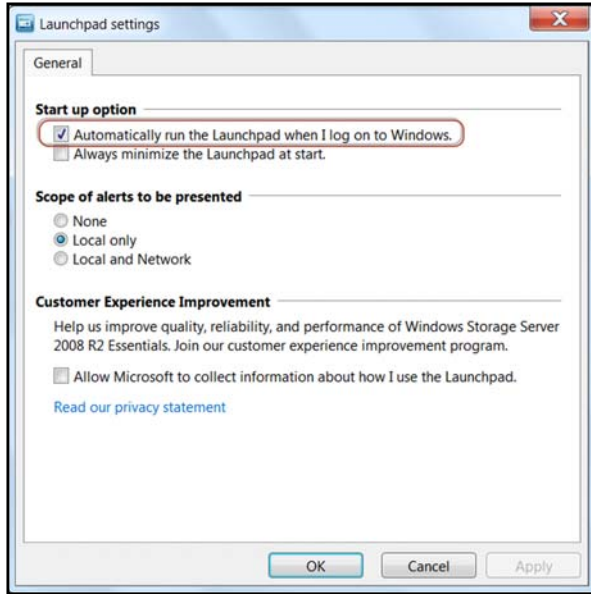 Launchpad settings
General
Start up option
Automatically run the Launchpad when I log on to Windows.
Always minimize the Launchpad at start.
Scope of alerts to be presented
None
Local only
Local and Network
Customer Experience Improvement
Help us improve quality, reliability, and performance of Windows Storage Server
2008 R2 Essentials. Join our customer experience improvement program.
Allow Microsoft to collect information about how I use the Launchpad.
Read our privacy statement
OK Cancel Apply